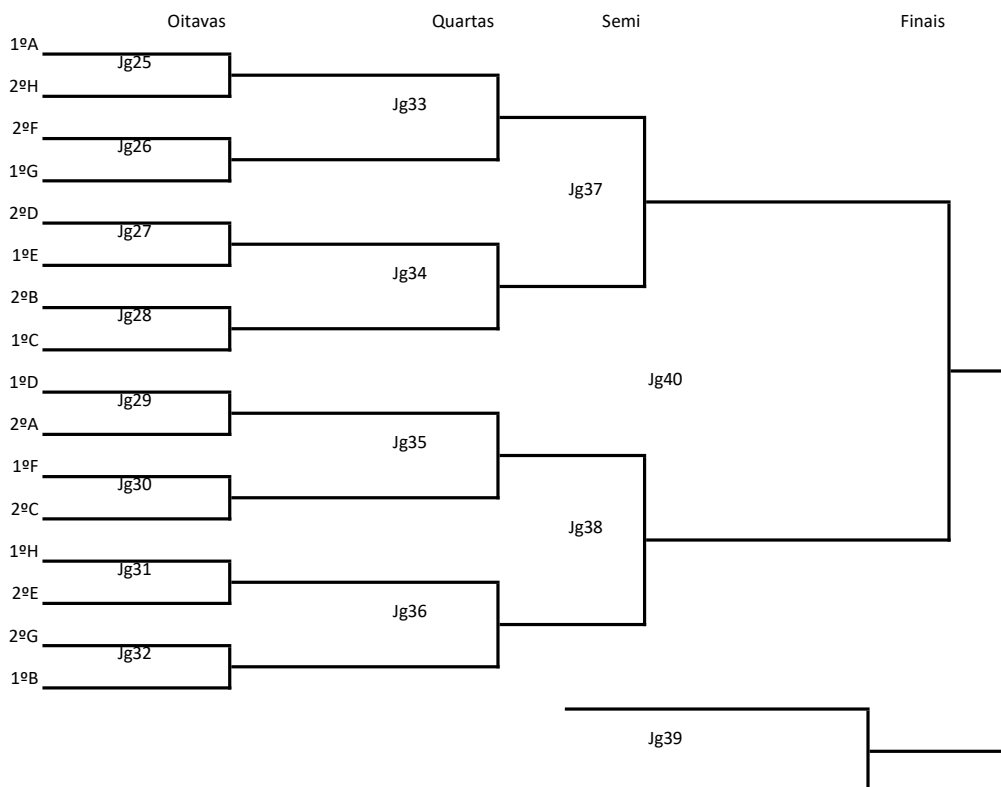 Oitavas Quartas Semi Finais
1ºA
Jg25
2ºH
Jg33
2ºF
Jg26
1ºG
Jg37
2ºD
Jg27
1ºE
Jg34
2ºB
Jg28
1ºC
Jg40
1ºD
Jg29
2ºA
Jg35
1ºF
Jg30
2ºC
Jg38
1ºH
Jg31
2ºE
Jg36
2ºG
Jg32
1ºB
Jg39